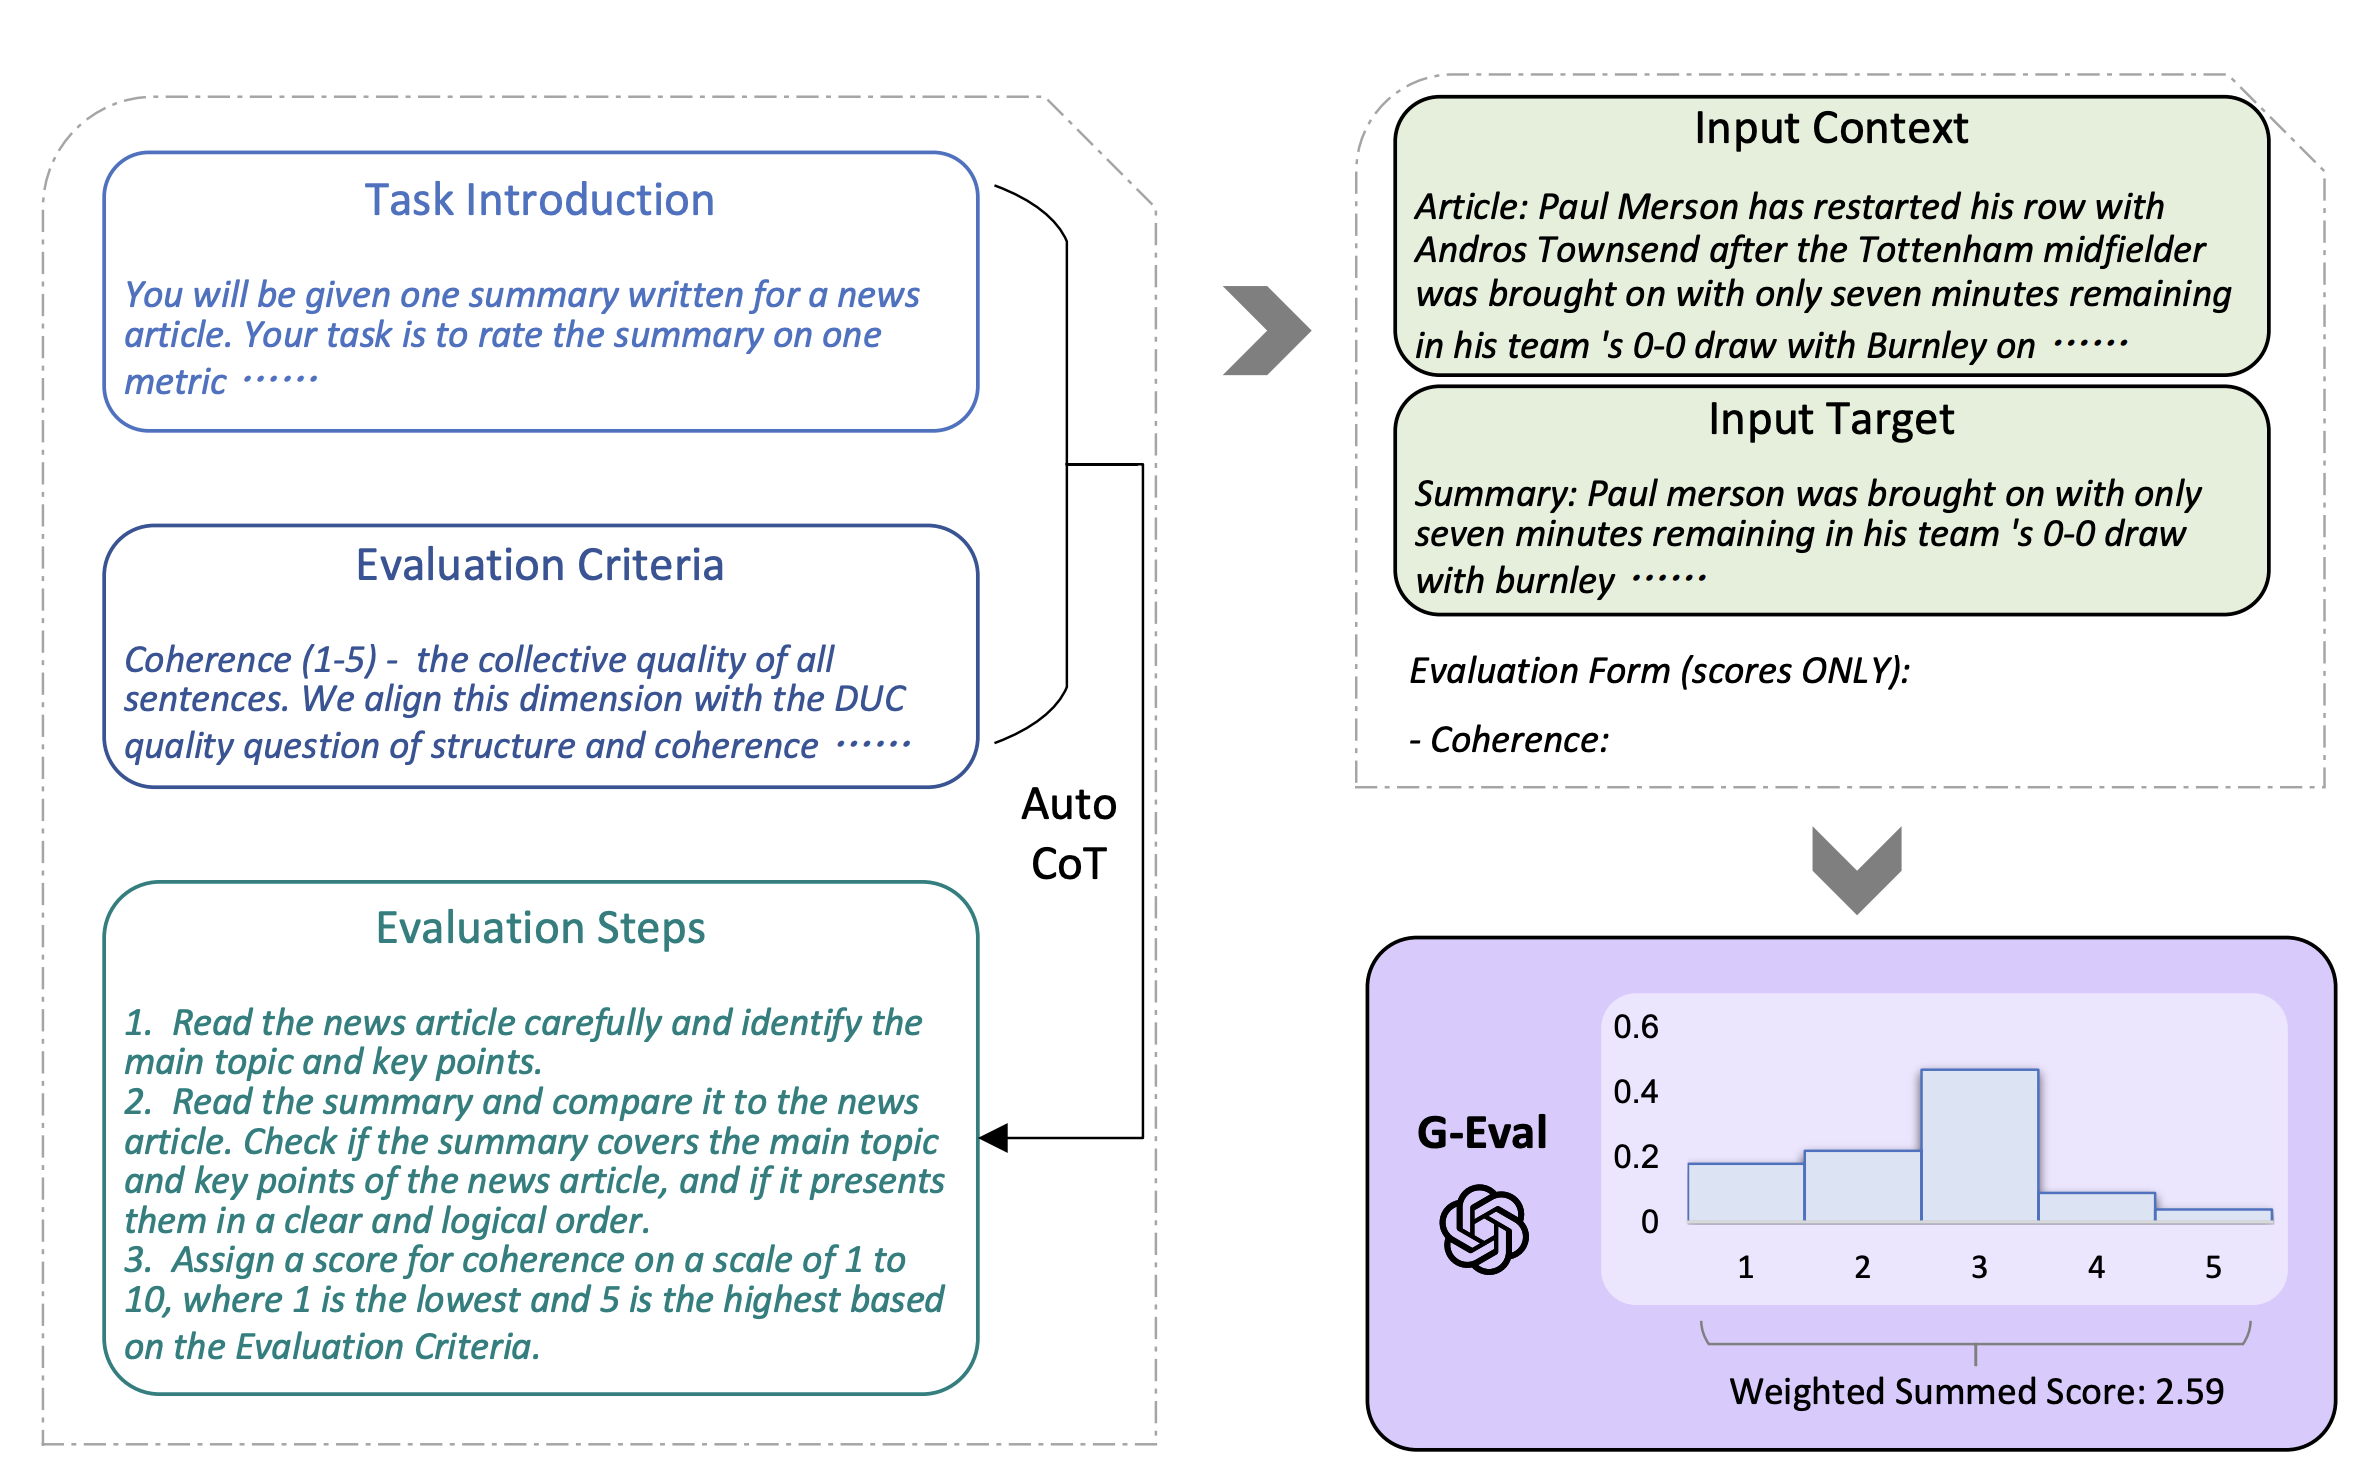 Task Introduction
You will be given one summary written for a news
article. Your task is to rate the summary on one
metric ······
Evaluation Criteria
Coherence (1-5) - the collective quality of all
sentences. We align this dimension with the DUC
quality question of structure and coherence ······
Auto
CoT
Evaluation Steps
1. Read the news article carefully and identify the
main topic and key points.
2. Read the summary and compare it to the news
article. Check if the summary covers the main topic
and key points of the news article, and if it presents
them in a clear and logical order.
3. Assign a score for coherence on a scale of 1 to
10, where 1 is the lowest and 5 is the highest based
on the Evaluation Criteria.
Input Context
Article: Paul Merson has restarted his row with
Andros Townsend after the Tottenham midfielder
was brought on with only seven minutes remaining
in his team 's 0-0 draw with Burnley on ······
Input Target
Summary: Paul merson was brought on with only
seven minutes remaining in his team 's 0-0 draw
with burnley ······
Evaluation Form (scores ONLY):
- Coherence:
G-Eval
0.6
0.4
0.2
0
1 2 3 4 5
Weighted Summed Score: 2.59